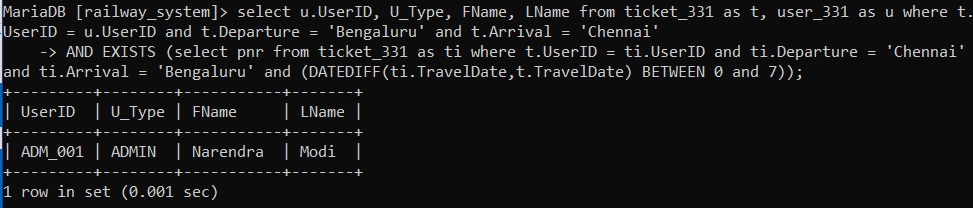 MariaDB [railway_system]> select u.UserID, U_Type, FName, LName from ticket_331 as t, user_331 as u where t.
UserID = u.UserID and t.Departure = 'Bengaluru' and t.Arrival = 'Chennai'
    -> AND EXISTS (select pnr from ticket_331 as ti where t.UserID = ti.UserID and ti.Departure = 'Chennai'
and ti.Arrival = 'Bengaluru' and (DATEDIFF(ti.TravelDate,t.TravelDate) BETWEEN 0 and 7));
+---------+--------+-----------+-------+
| UserID  | U_Type | FName     | LName |
+---------+--------+-----------+-------+
| ADM_001 | ADMIN  | Narendra  | Modi  |
+---------+--------+-----------+-------+
1 row in set (0.001 sec)